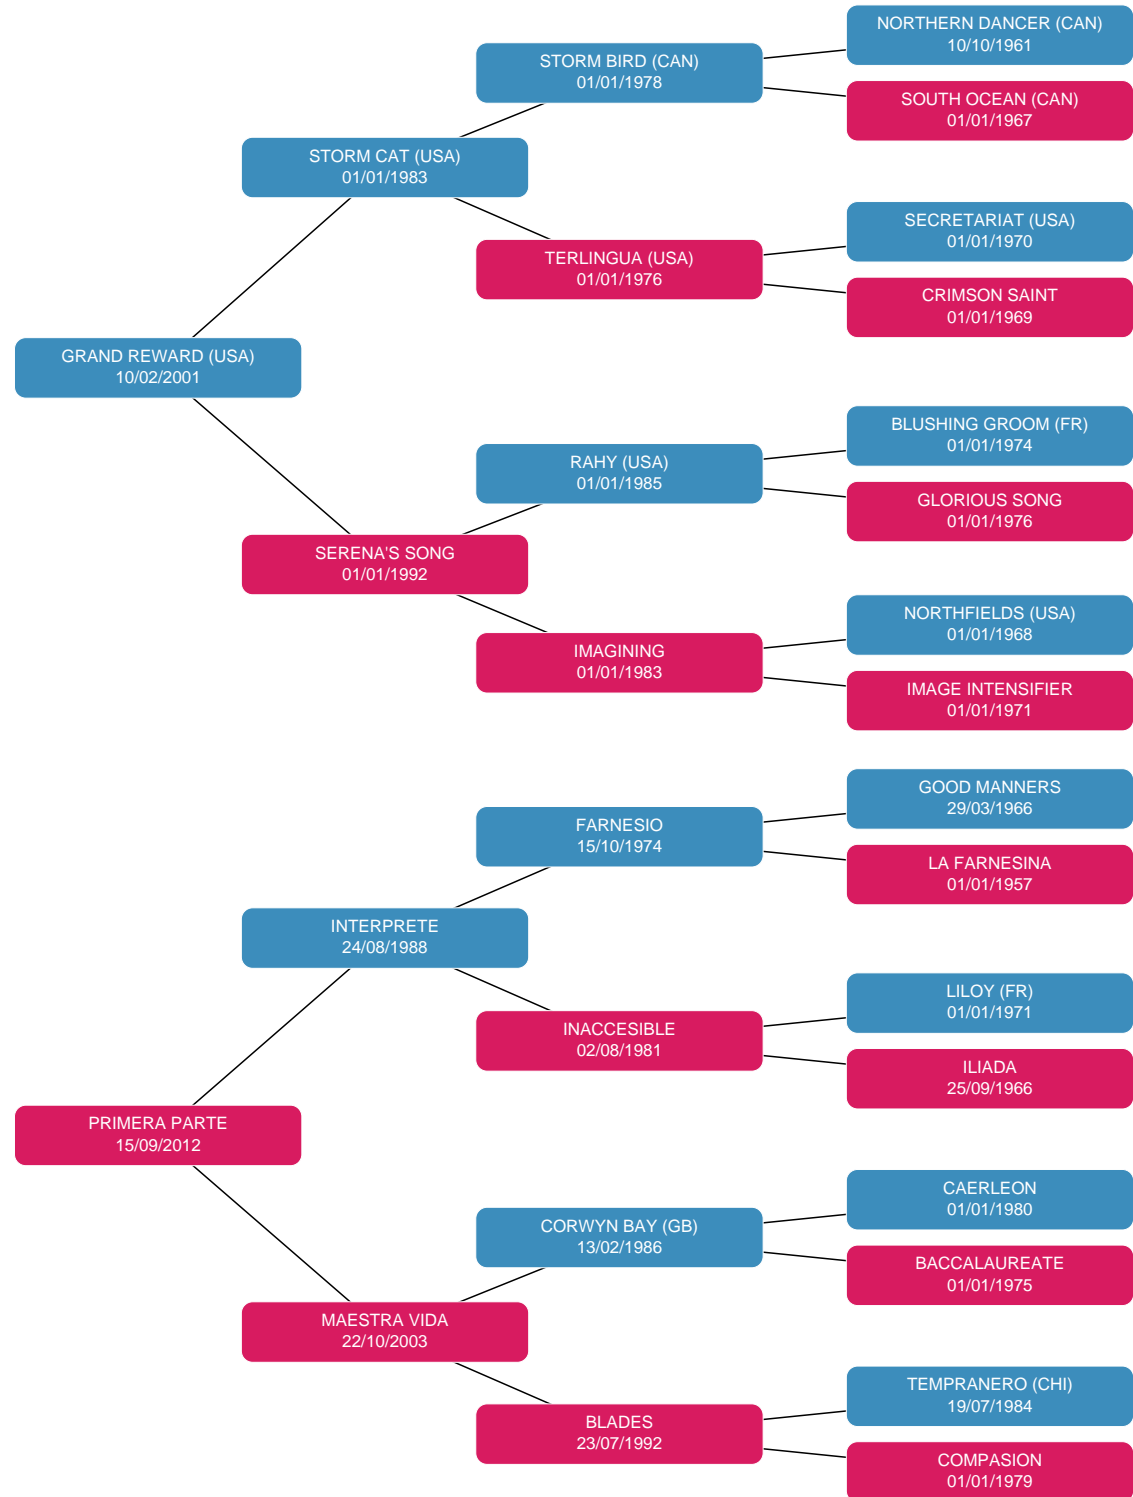 NORTHERN DANCER (CAN)
10/10/1961
STORM BIRD (CAN)
01/01/1978
SOUTH OCEAN (CAN)
01/01/1967
STORM CAT (USA)
01/01/1983
SECRETARIAT (USA)
01/01/1970
TERLINGUA (USA)
01/01/1976
CRIMSON SAINT
01/01/1969
GRAND REWARD (USA)
10/02/2001
BLUSHING GROOM (FR)
01/01/1974
RAHY (USA)
01/01/1985
GLORIOUS SONG
01/01/1976
SERENA'S SONG
01/01/1992
NORTHFIELDS (USA)
01/01/1968
IMAGINING
01/01/1983
IMAGE INTENSIFIER
01/01/1971
GOOD MANNERS
29/03/1966
FARNESIO
15/10/1974
LA FARNESINA
01/01/1957
INTERPRETE
24/08/1988
LILOY (FR)
01/01/1971
INACCESIBLE
02/08/1981
ILIADA
25/09/1966
PRIMERA PARTE
15/09/2012
CAERLEON
01/01/1980
CORWYN BAY (GB)
13/02/1986
BACCALAUREATE
01/01/1975
MAESTRA VIDA
22/10/2003
TEMPRANERO (CHI)
19/07/1984
BLADES
23/07/1992
COMPASION
01/01/1979